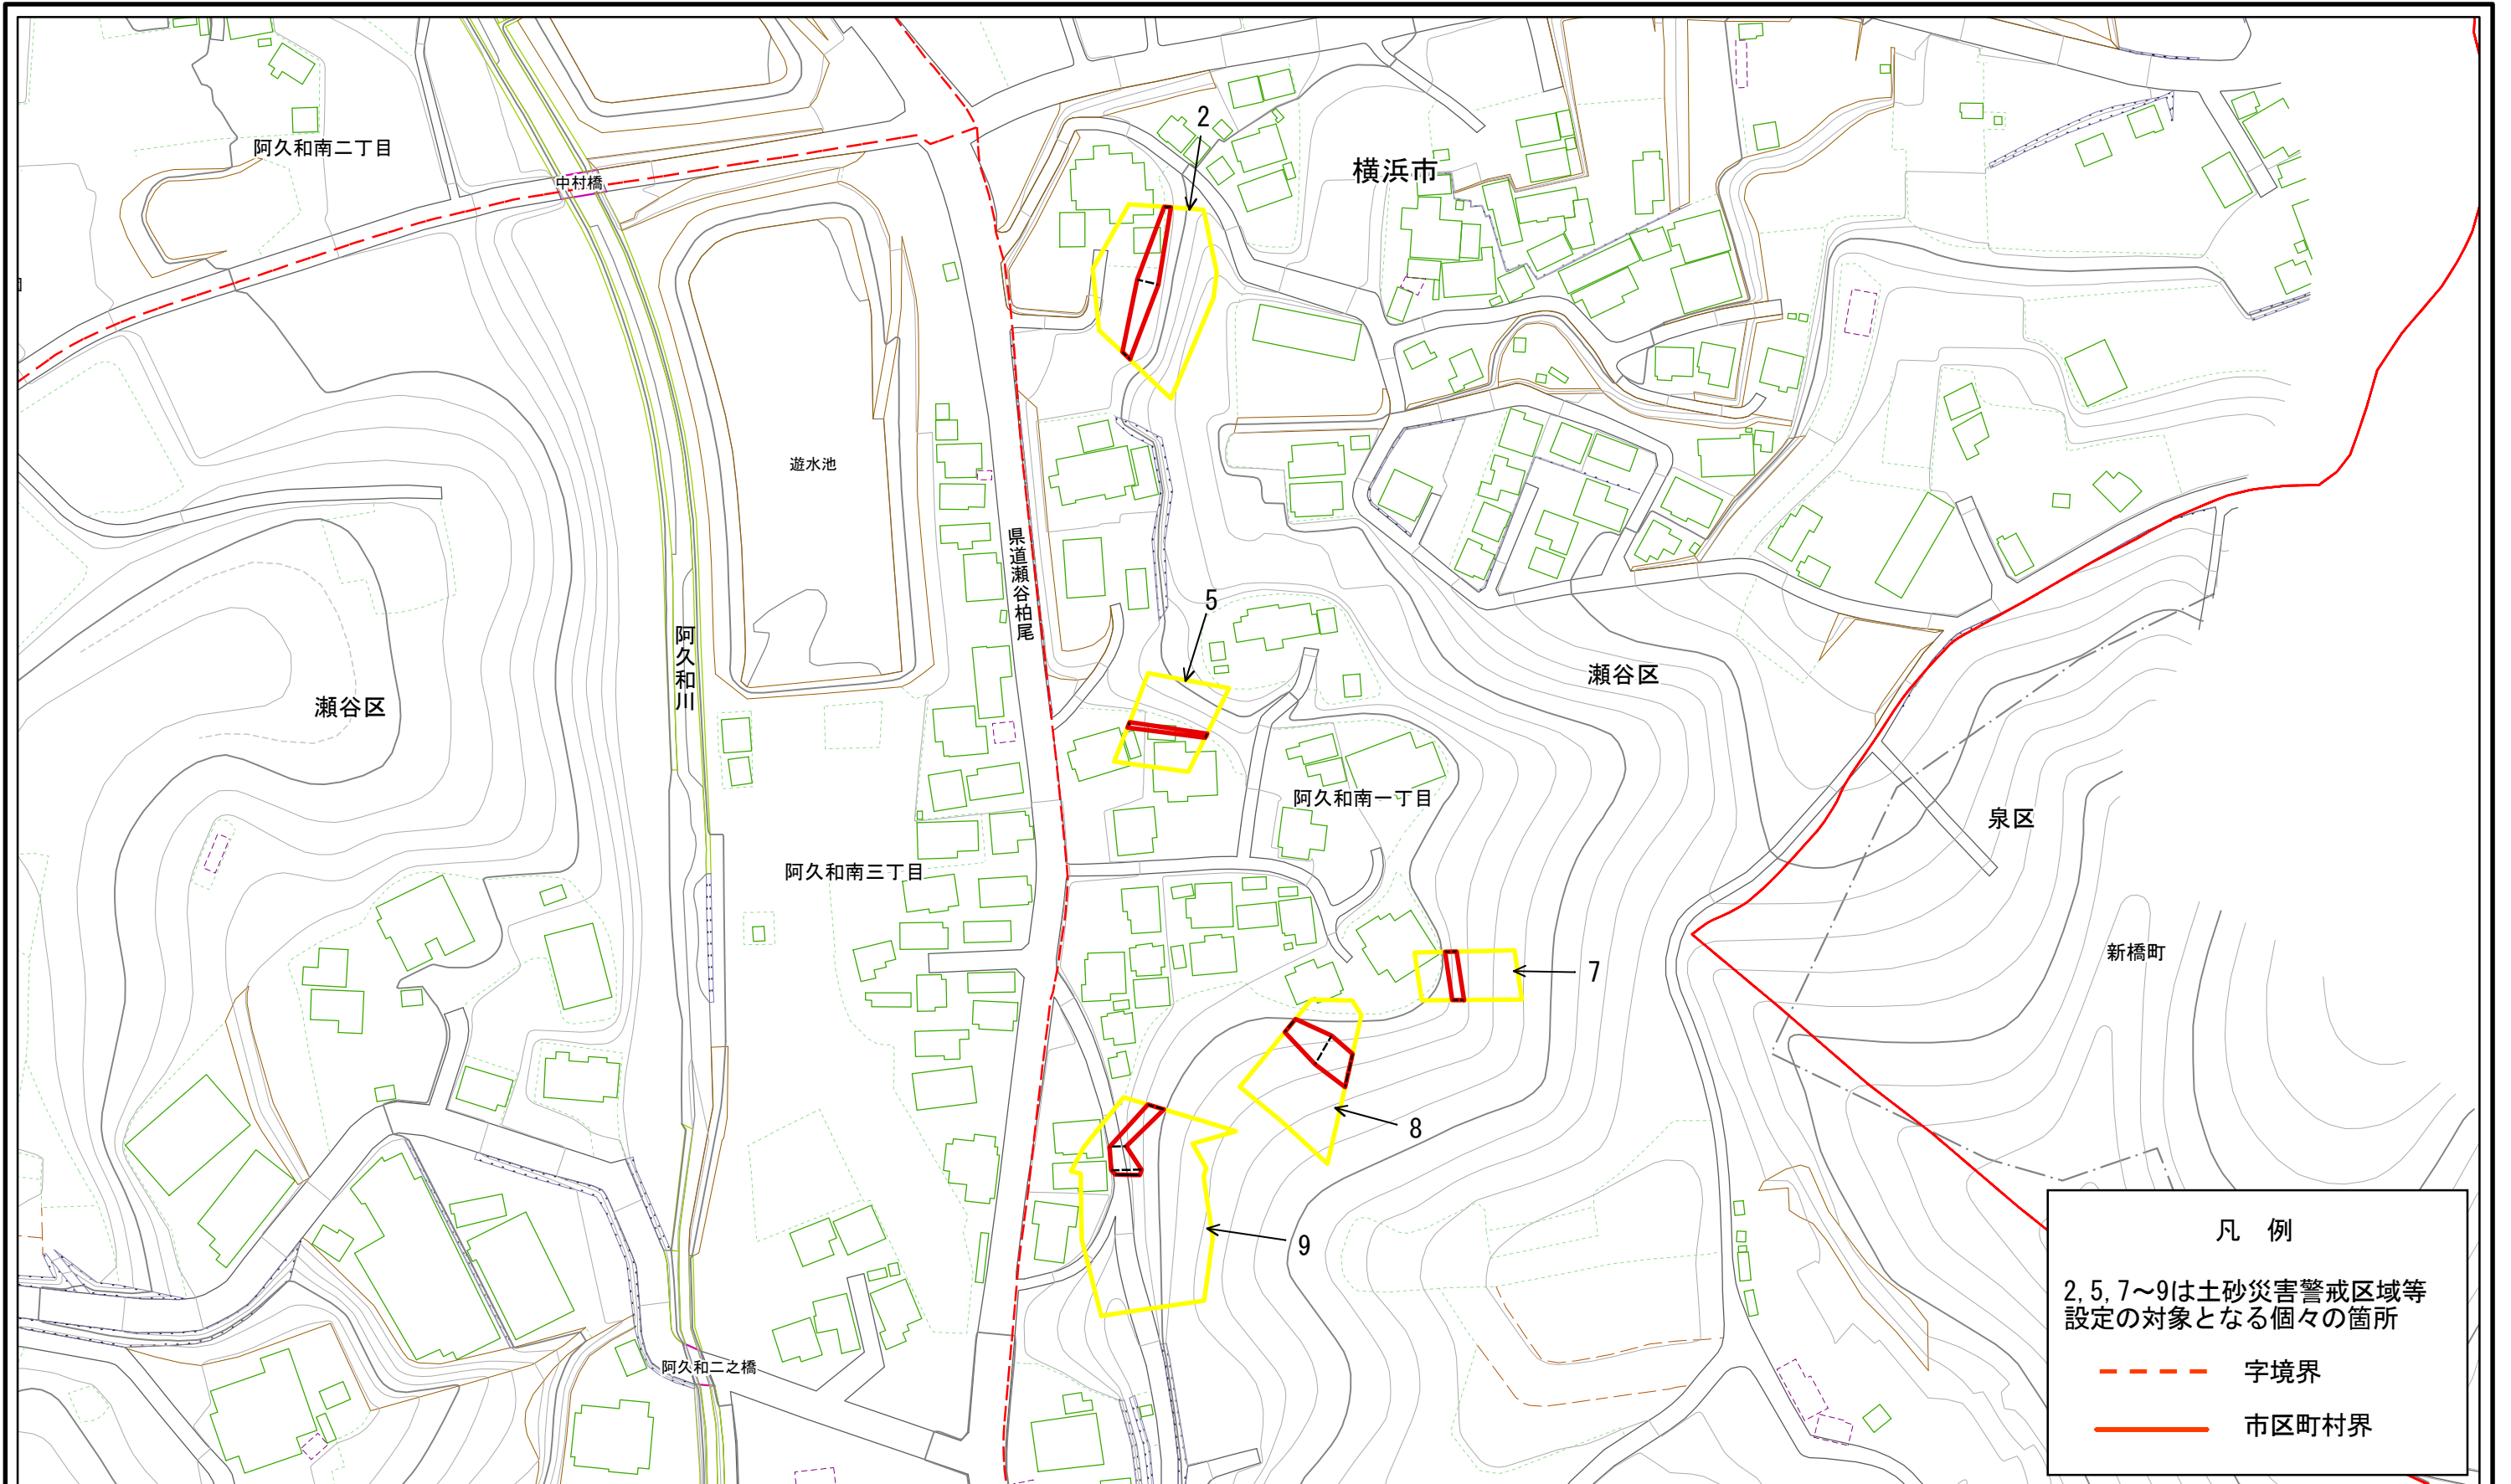 2
阿久和南二丁目
横浜市
中村橋
遊水池
県道瀬谷柏尾
5
阿久和川
瀬谷区
瀬谷区
阿久和南一丁目
泉区
阿久和南三丁目
新橋町
7
8
9
凡 例
2,5,7～9は土砂災害警戒区域等
設定の対象となる個々の箇所
字境界
市区町村界
阿久和二之橋